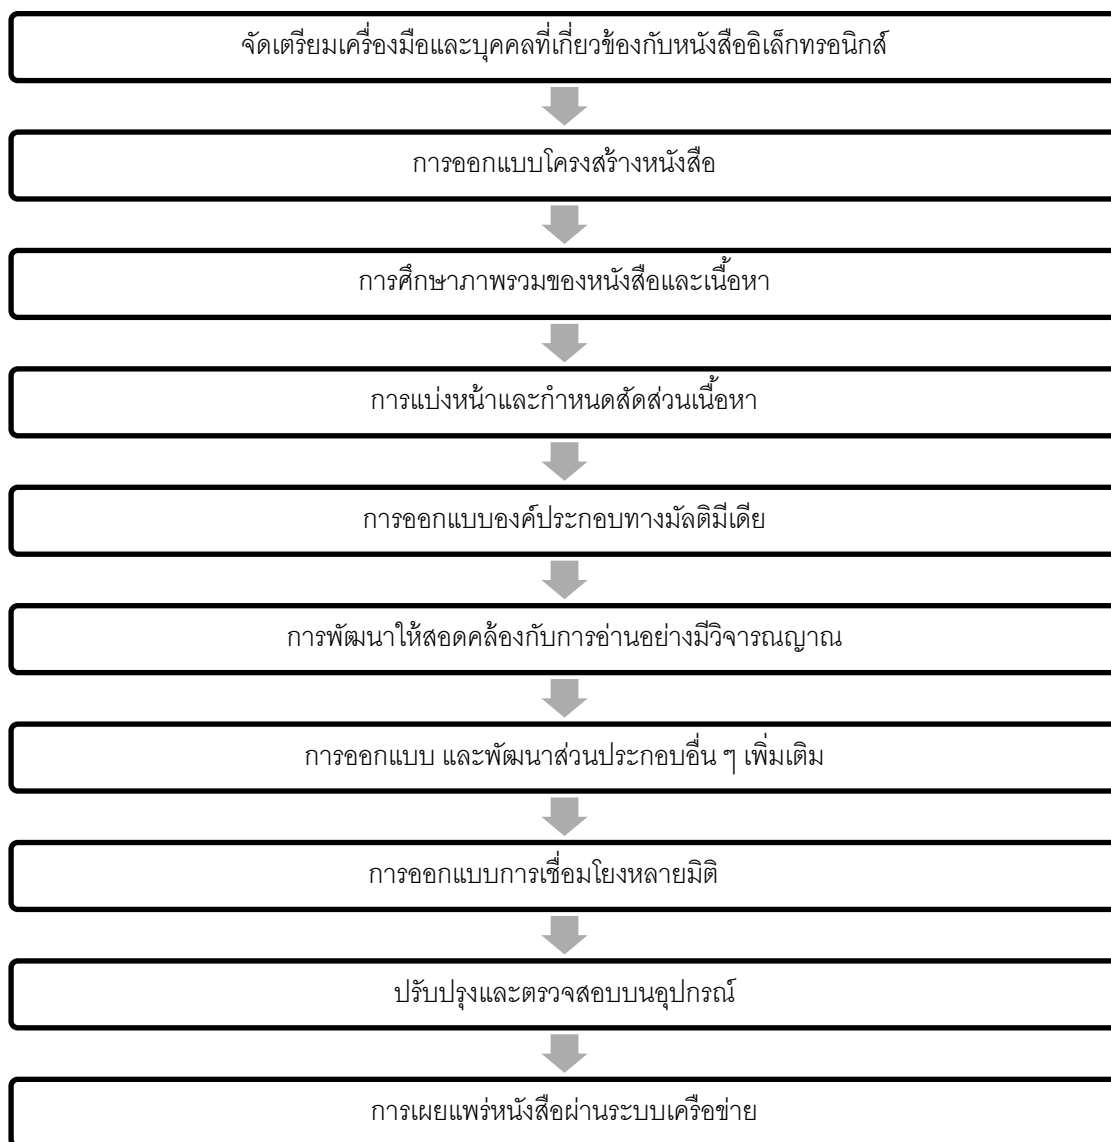 จัดเตรียมเครื่องมือและบุคคลที่เกี่ยวข้องกับหนังสืออิเล็กทรอนิกส์
การออกแบบโครงสร้างหนังสือ
การศึกษาภาพรวมของหนังสือและเนื้อหา
การแบ่งหน้าและกำหนดสัดส่วนเนื้อหา
การออกแบบองค์ประกอบทางมัลติมีเดีย
การพัฒนาให้สอดคล้องกับการอ่านอย่างมีวิจารณญาณ
การออกแบบ และพัฒนาส่วนประกอบอื่น ๆ เพิ่มเติม
การออกแบบการเชื่อมโยงหลายมิติ
ปรับปรุงและตรวจสอบบนอุปกรณ์
การเผยแพร่หนังสือผ่านระบบเครือข่าย